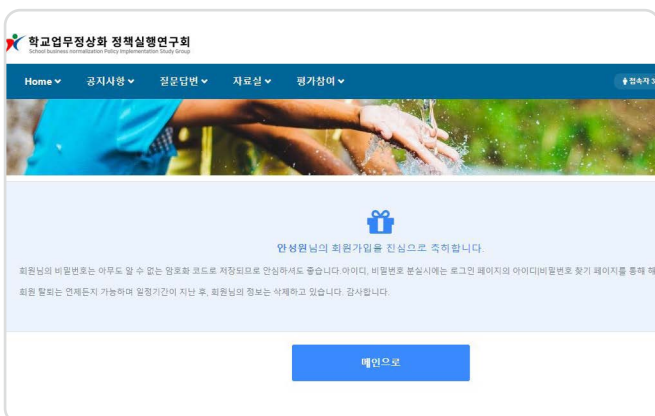 학교업무정상화 정책실행연구회
School business normalization Policy Implementation Study Group
Home 공지사항 질문답변 자료실 평가참여 접속자 3
안성원님의 회원가입을 진심으로 축하합니다.
회원님의 비밀번호는 아무도 알 수 없는 암호화 코드로 저장되므로 안심하셔도 좋습니다.아이디, 비밀번호 분실시에는 로그인 페이지의 아이디|비밀번호 찾기 페이지를 통해 해
회원 탈퇴는 언제든지 가능하며 일정기간이 지난 후, 회원님의 정보는 삭제하고 있습니다. 감사합니다.
메인으로